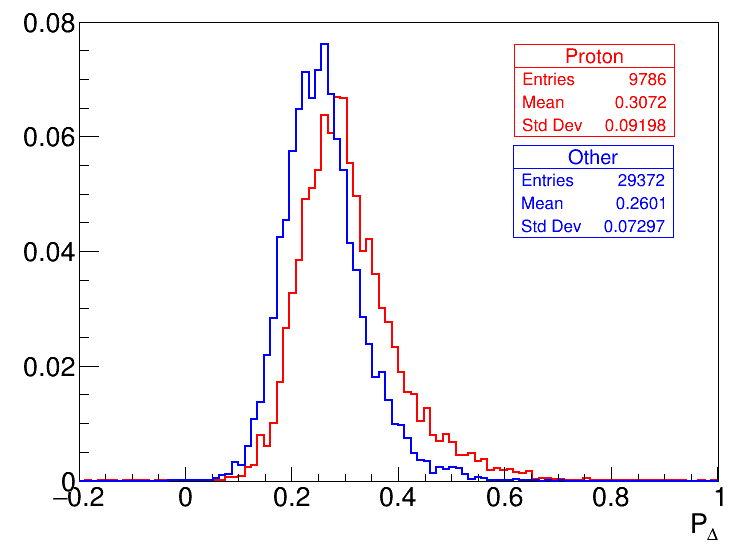 0.08
0.06
0.04
0.02
0
−0.2 0 0.2 0.4 0.6 0.8 1
P_Δ
Proton
Entries 9786
Mean 0.3072
Std Dev 0.09198
Other
Entries 29372
Mean 0.2601
Std Dev 0.07297